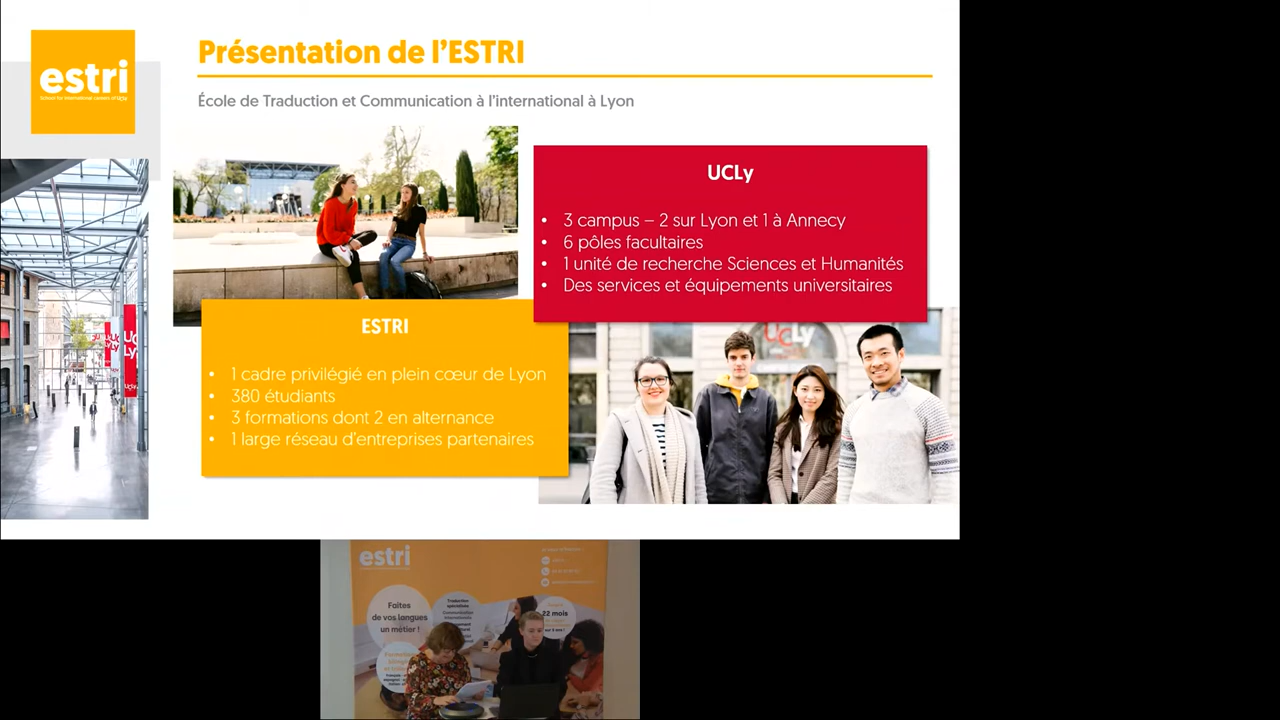 estri
School for international careers of UCLy
Présentation de l'ESTRI
École de Traduction et Communication à l'international à Lyon
UCLy
• 3 campus – 2 sur Lyon et 1 à Annecy
• 6 pôles facultaires
• 1 unité de recherche Sciences et Humanités
• Des services et équipements universitaires
ESTRI
• 1 cadre privilégié en plein cœur de Lyon
• 380 étudiants
• 3 formations dont 2 en alternance
• 1 large réseau d'entreprises partenaires
UCLy
UCLy
estri
Faites
de vos langues
un métier !
Traduction
spécialisée
22 mois